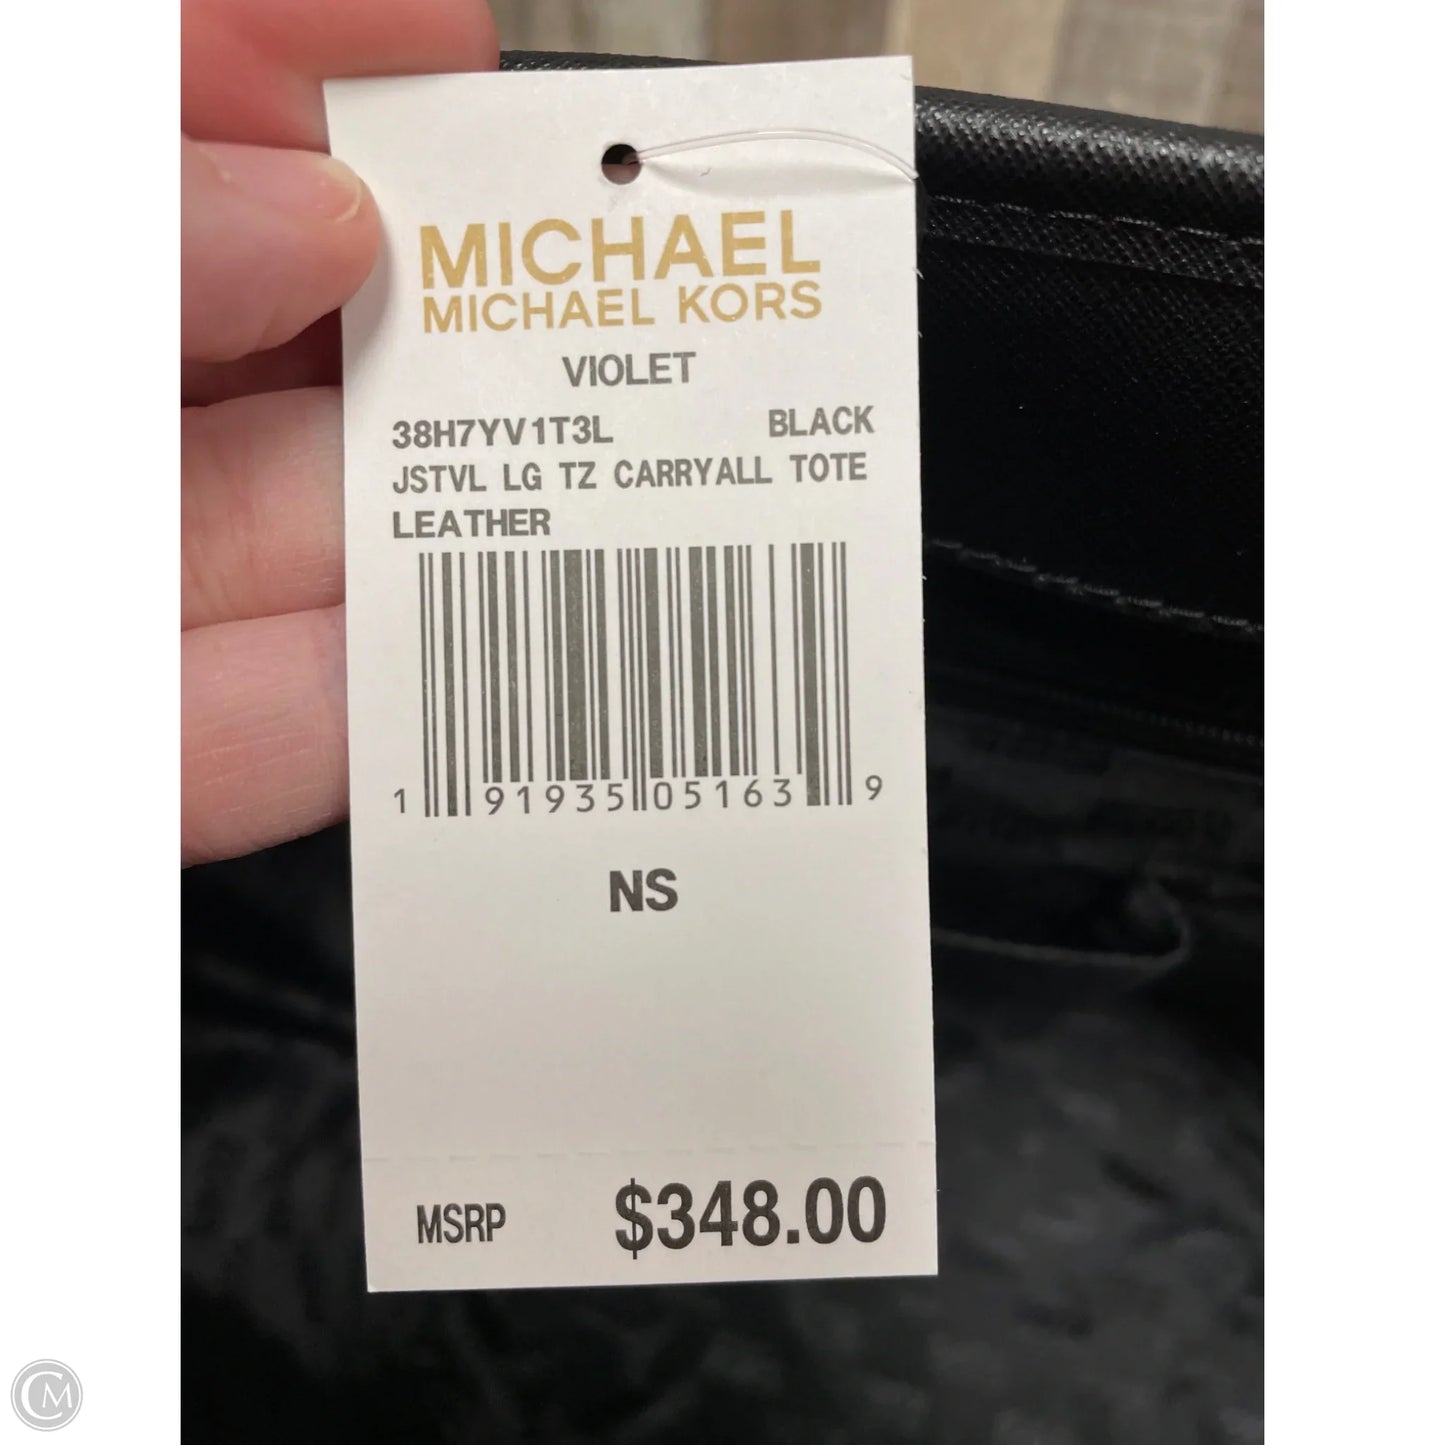 MICHAEL
MICHAEL KORS
VIOLET
38H7YV1T3L BLACK
JSTVL LG TZ CARRYALL TOTE
LEATHER
1 91935 05163 9
NS
MSRP $348.00
CM